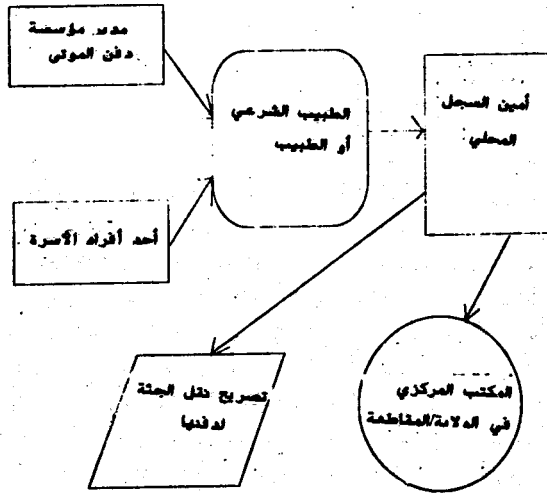 مدير مؤسسة
دفن الموتى
الطبيب الشرعي
أو الطبيب
أمين السجل
المحلي
أحد أفراد الأسرة
تصريح نقل الجثة
لدفنها
المكتب المركزي
في الولاية/المقاطعة